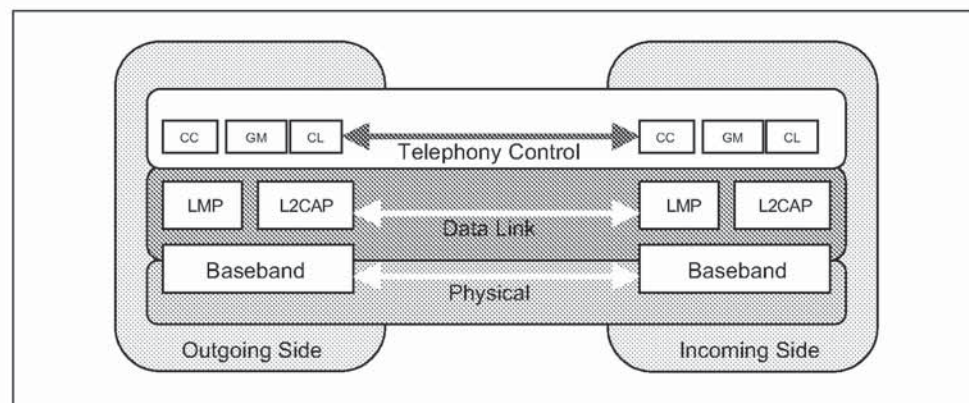 CC GM CL CC GM CL
Telephony Control
LMP L2CAP LMP L2CAP
Data Link
Baseband Baseband
Physical
Outgoing Side Incoming Side